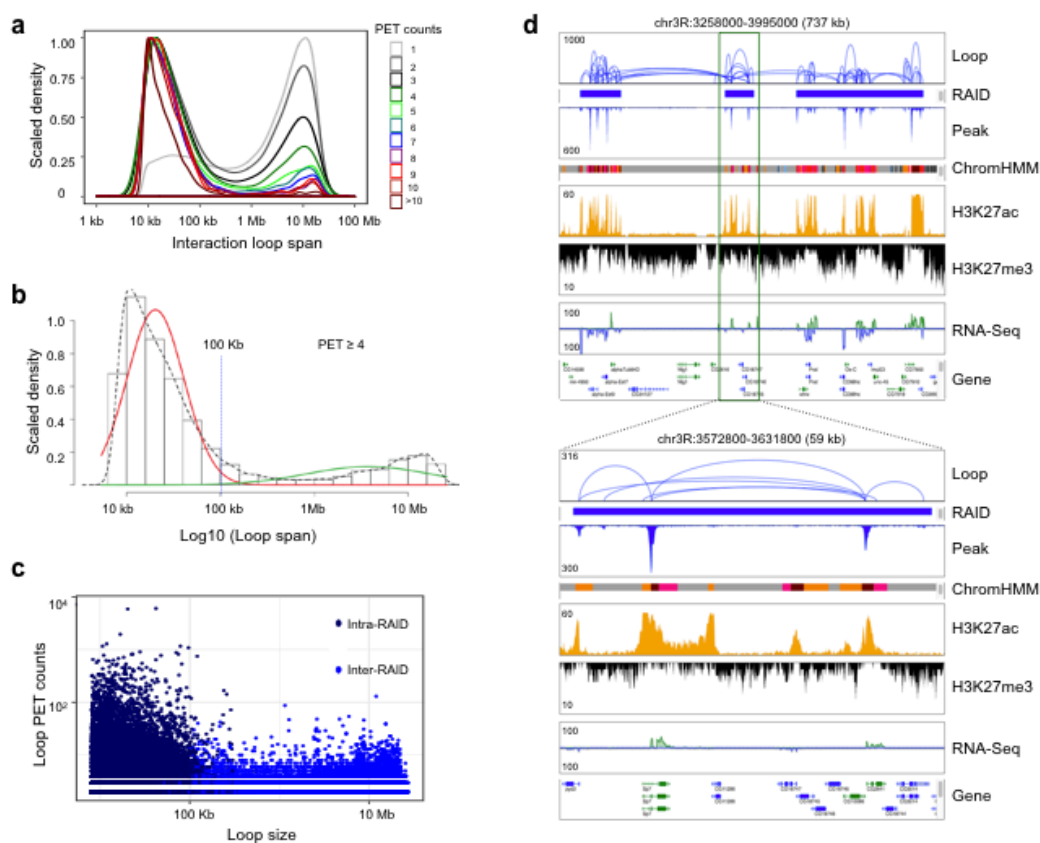 a
PET counts
1.00
0.75
0.50
0.25
0
Scaled density
1 kb
10 kb
100 kb
1 Mb
10 Mb
100 Mb
Interaction loop span
1
2
3
4
5
6
7
8
9
10
>10
b
1.0
0.8
0.6
0.4
0.2
Scaled density
100 Kb
PET ≥ 4
10 kb
100 kb
1Mb
10 Mb
Log10 (Loop span)
c
10^4
10^2
Loop PET counts
Intra-RAID
Inter-RAID
100 Kb
10 Mb
Loop size
d
chr3R:3258000-3995000 (737 kb)
1000
Loop
RAID
Peak
600
ChromHMM
60
H3K27ac
H3K27me3
10
100
RNA-Seq
100
Gene
chr3R:3572800-3631800 (59 kb)
316
Loop
RAID
Peak
300
ChromHMM
60
H3K27ac
H3K27me3
10
100
RNA-Seq
100
Gene